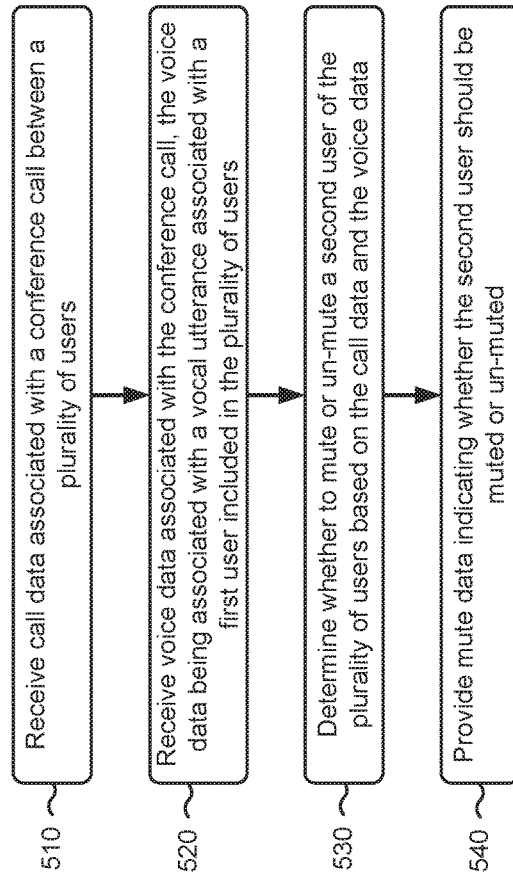 510
Receive call data associated with a conference call between a
plurality of users
520
Receive voice data associated with the conference call, the voice
data being associated with a vocal utterance associated with a
first user included in the plurality of users
530
Determine whether to mute or un-mute a second user of the
plurality of users based on the call data and the voice data
540
Provide mute data indicating whether the second user should be
muted or un-muted